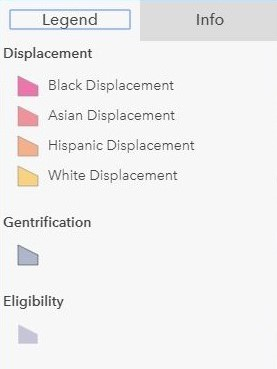 Legend Info
Displacement
Black Displacement
Asian Displacement
Hispanic Displacement
White Displacement
Gentrification
Eligibility